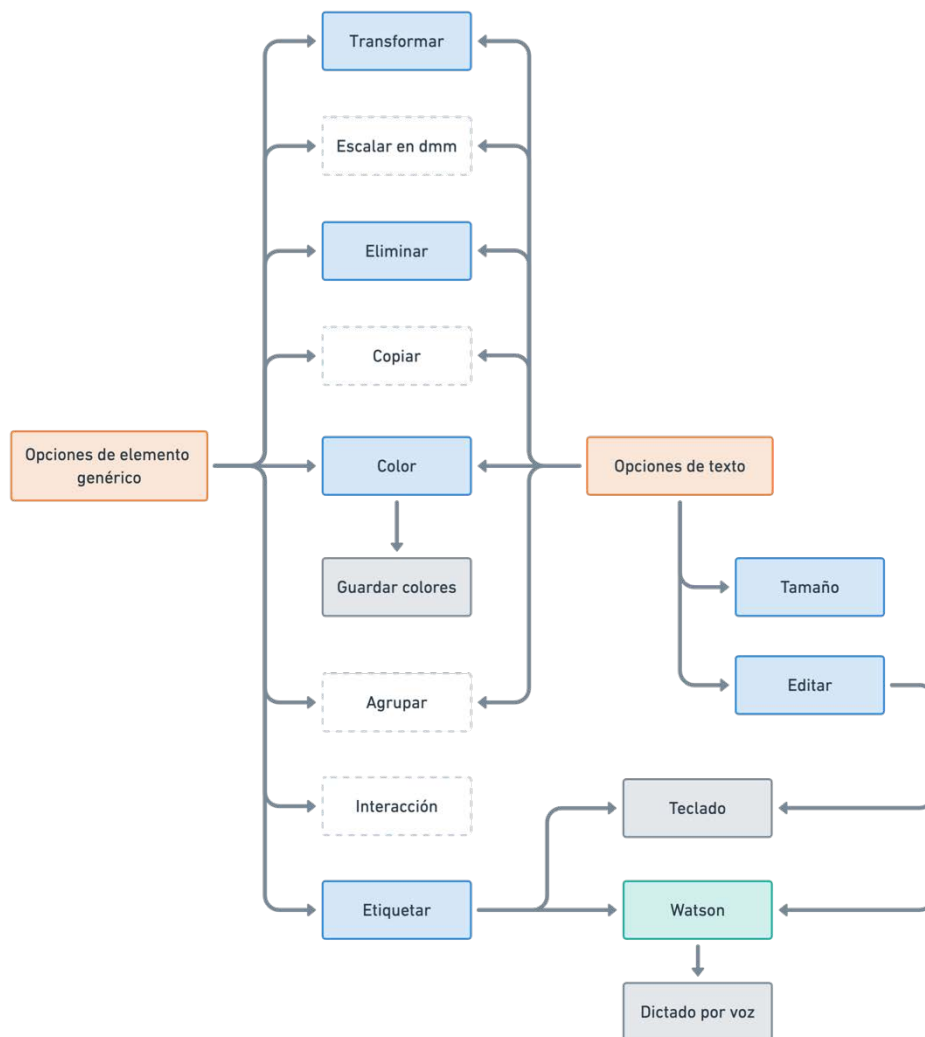 Transformar
Escalar en dmm
Eliminar
Copiar
Opciones de elemento
genérico
Color
Opciones de texto
Guardar colores
Tamaño
Editar
Agrupar
Interacción
Teclado
Etiquetar
Watson
Dictado por voz